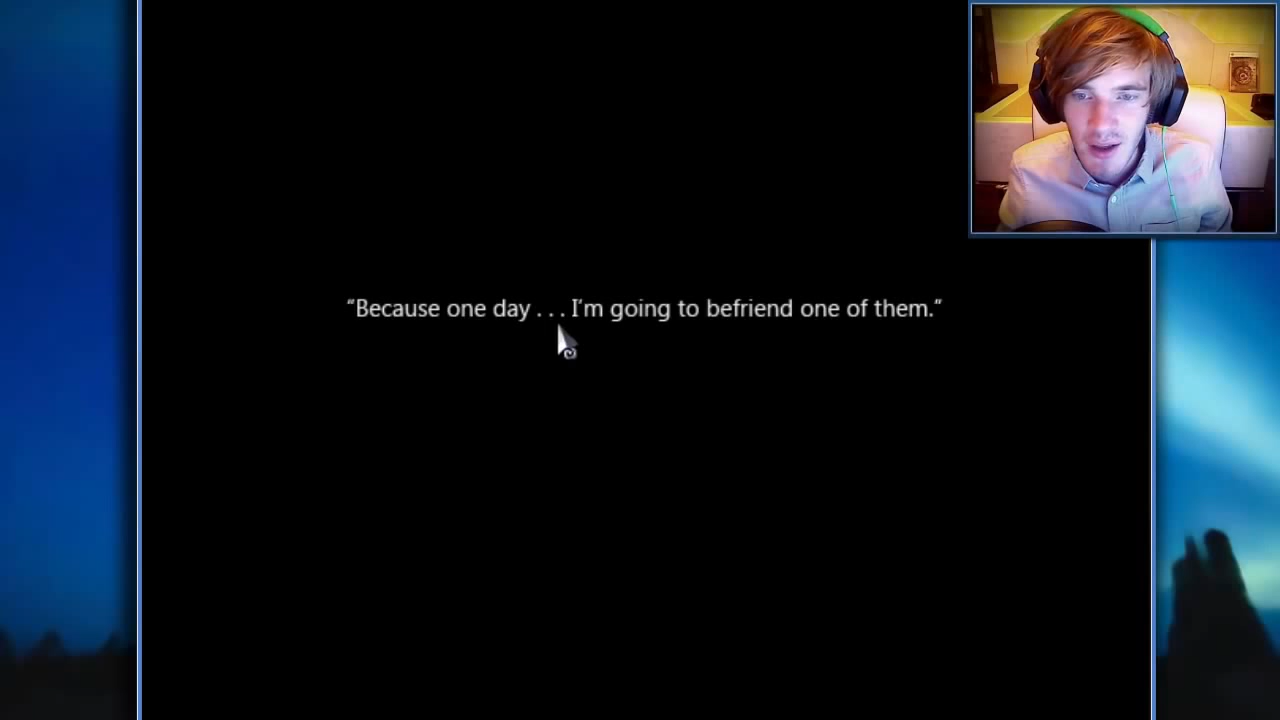 “Because one day . . . I’m going to befriend one of them.”